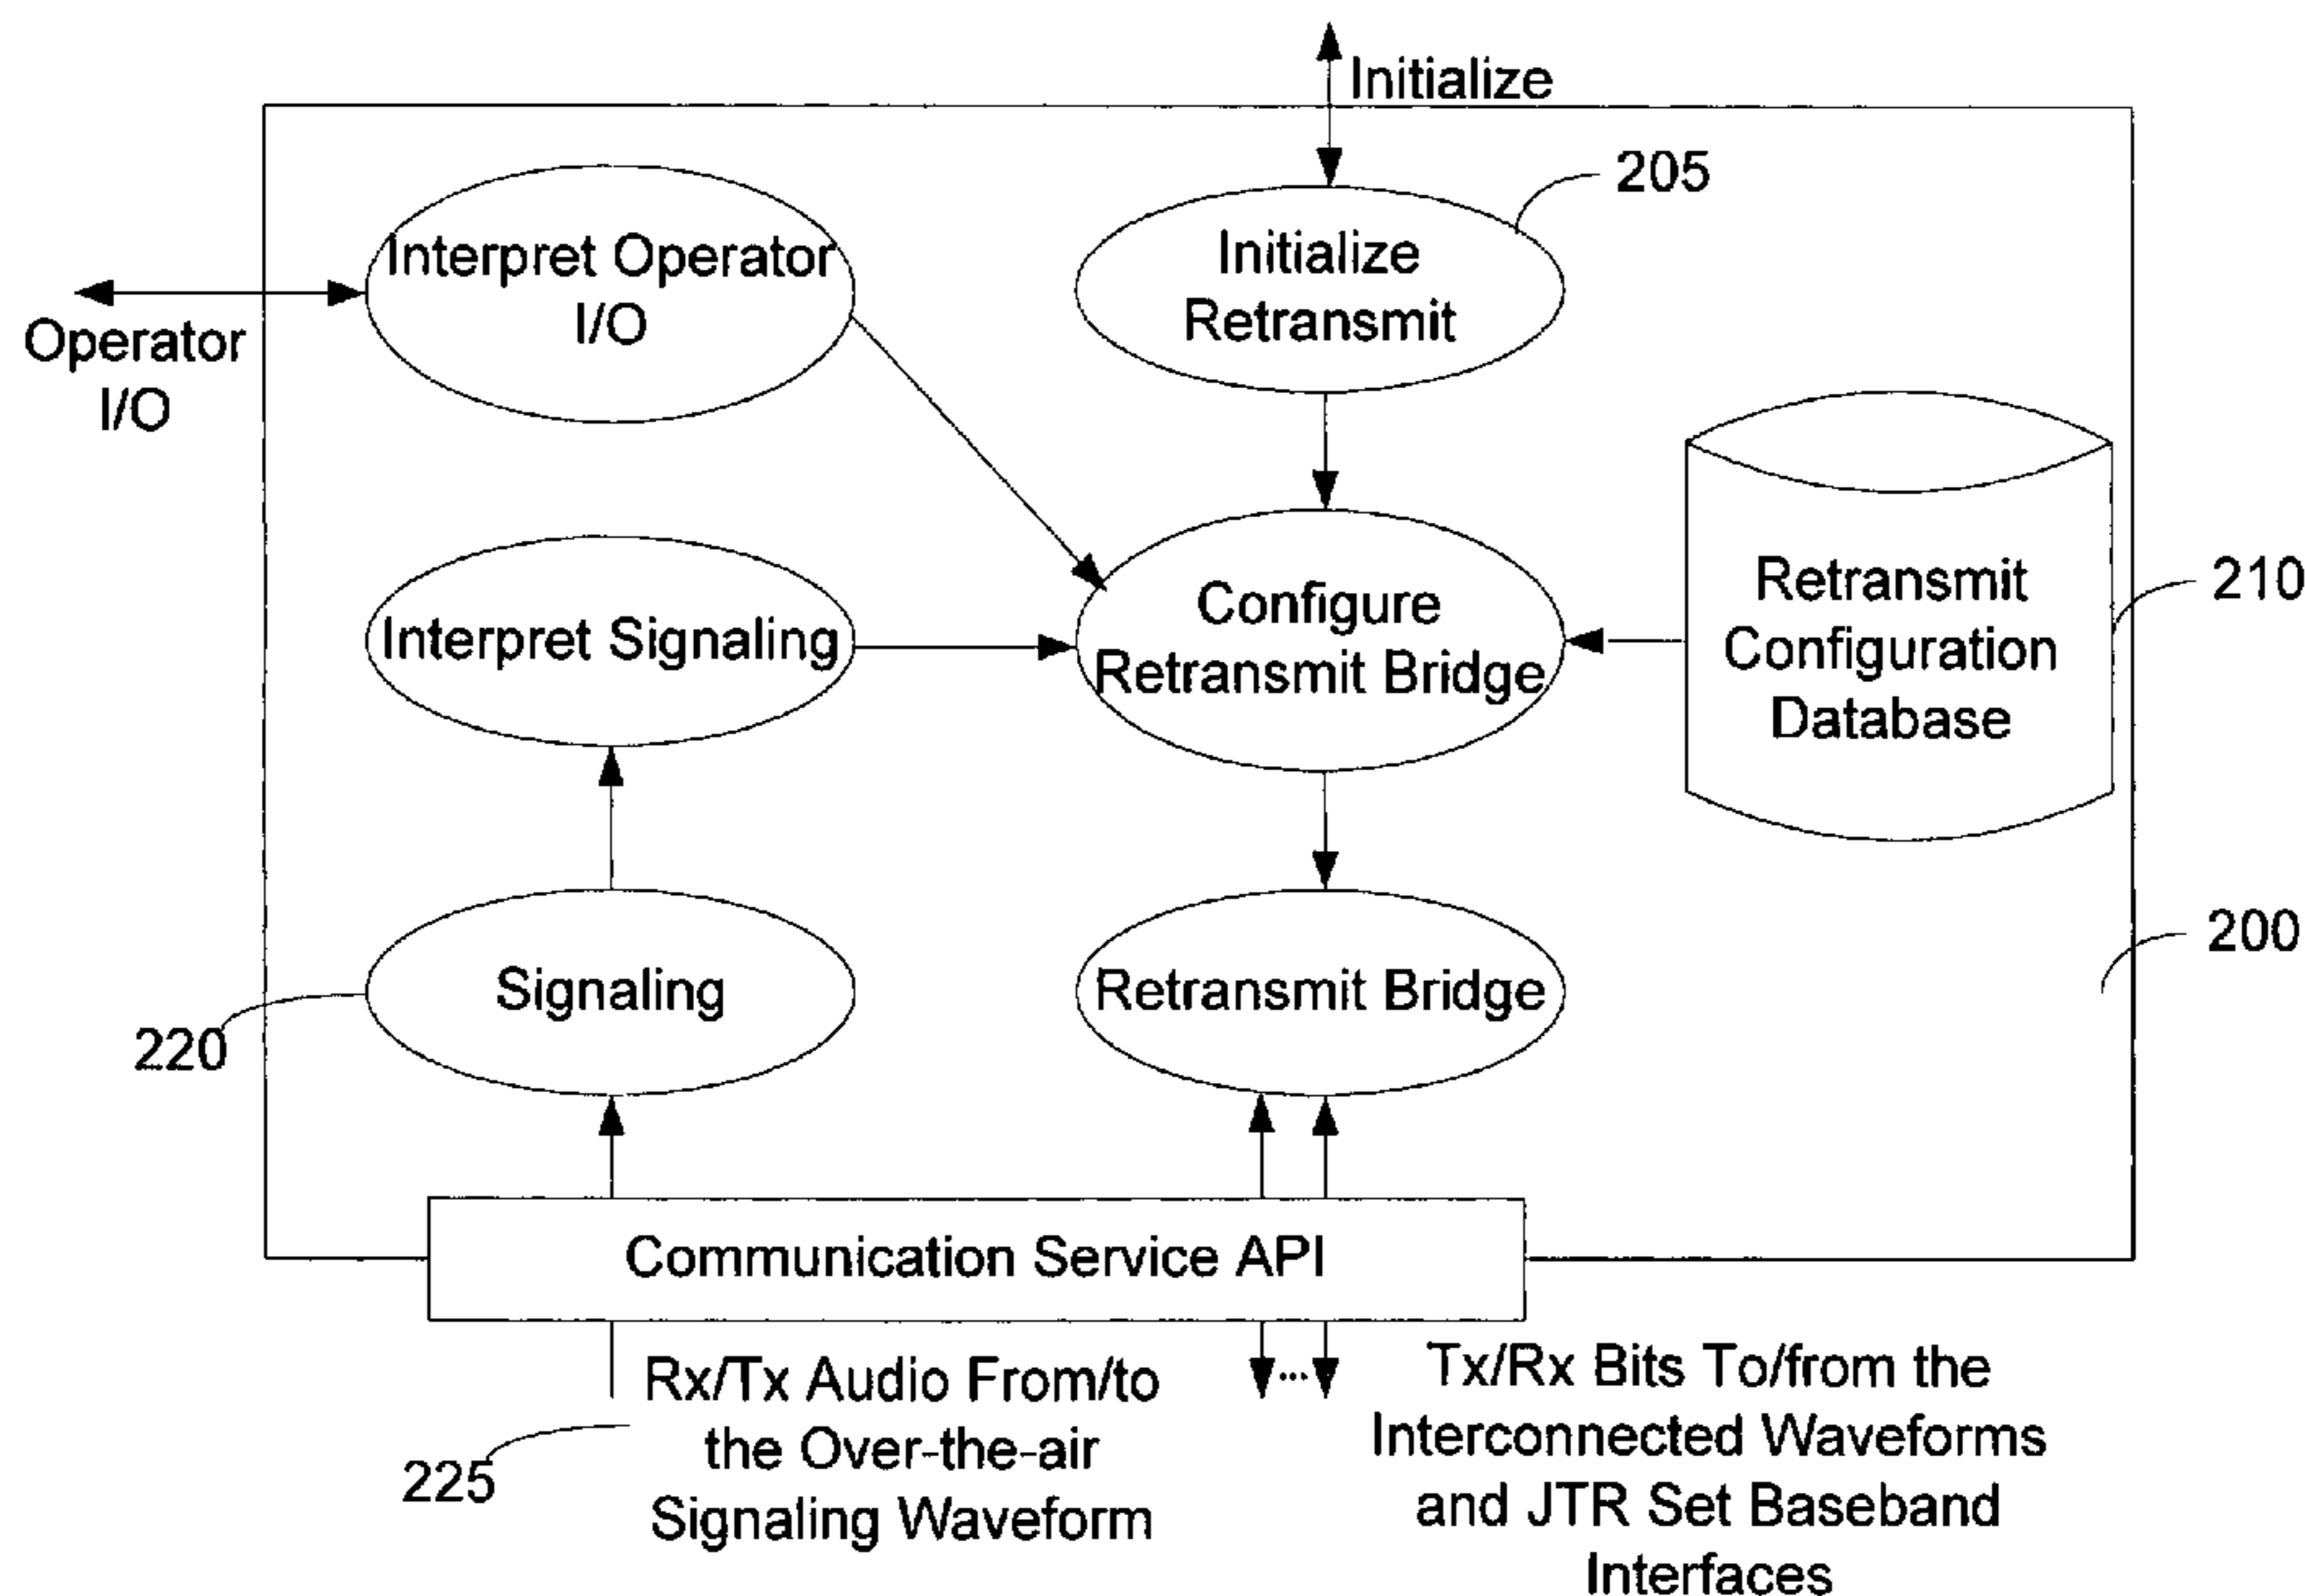 Initialize
205
Initialize
Retransmit
Interpret Operator
I/O
Operator
I/O
Configure
Retransmit Bridge
Interpret Signaling
Retransmit
Configuration
Database
210
200
Signaling
Retransmit Bridge
220
Communication Service API
Rx/Tx Audio From/to
the Over-the-air
Signaling Waveform
225
...
Tx/Rx Bits To/from the
Interconnected Waveforms
and JTR Set Baseband
Interfaces